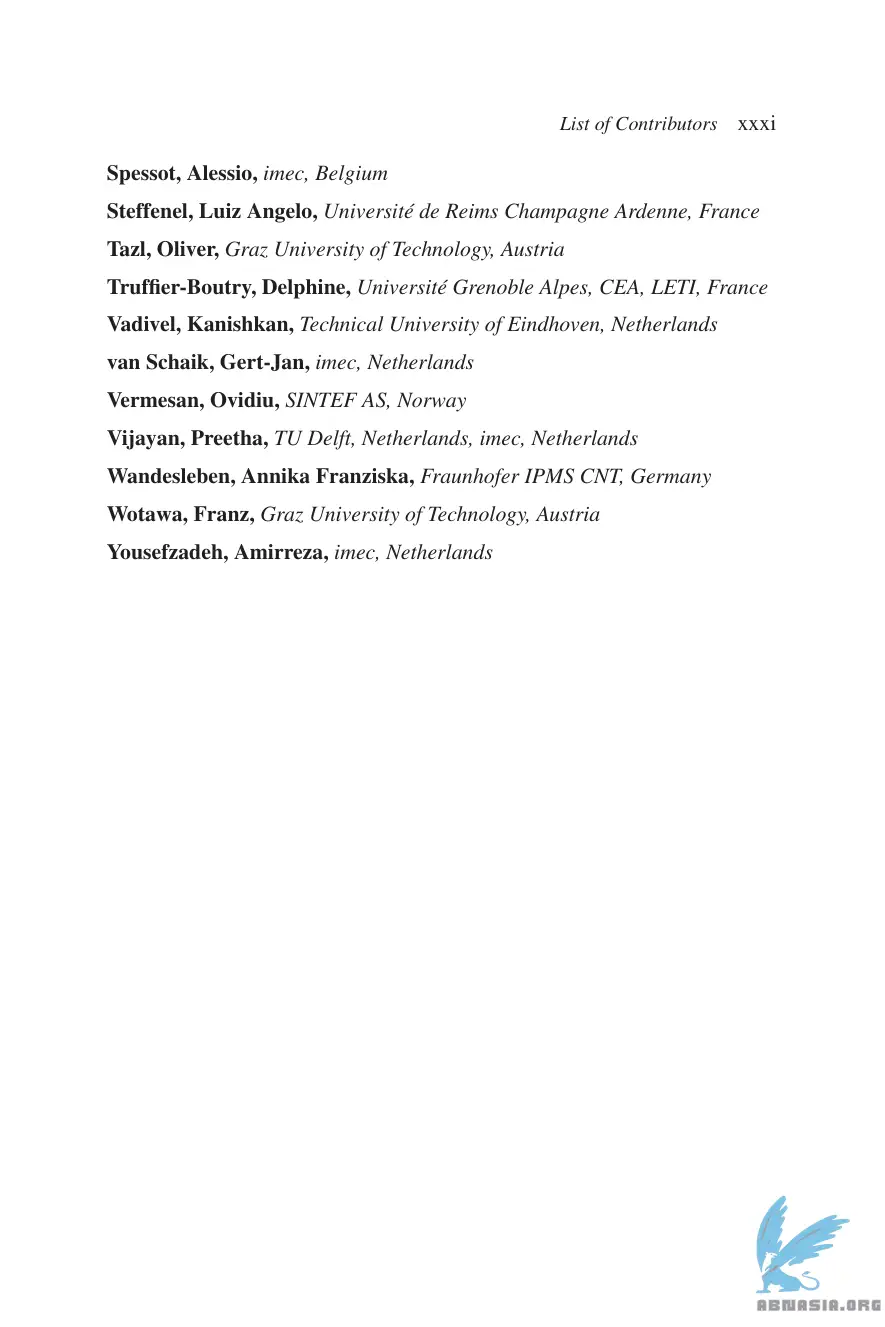 List of Contributors xxxi
Spessot, Alessio, imec, Belgium
Steffenel, Luiz Angelo, Université de Reims Champagne Ardenne, France
Tazl, Oliver, Graz University of Technology, Austria
Truffier-Boutry, Delphine, Université Grenoble Alpes, CEA, LETI, France
Vadivel, Kanishkan, Technical University of Eindhoven, Netherlands
van Schaik, Gert-Jan, imec, Netherlands
Vermesan, Ovidiu, SINTEF AS, Norway
Vijayan, Preetha, TU Delft, Netherlands, imec, Netherlands
Wandesleben, Annika Franziska, Fraunhofer IPMS CNT, Germany
Wotawa, Franz, Graz University of Technology, Austria
Yousefzadeh, Amirreza, imec, Netherlands
ABNASIA.ORG